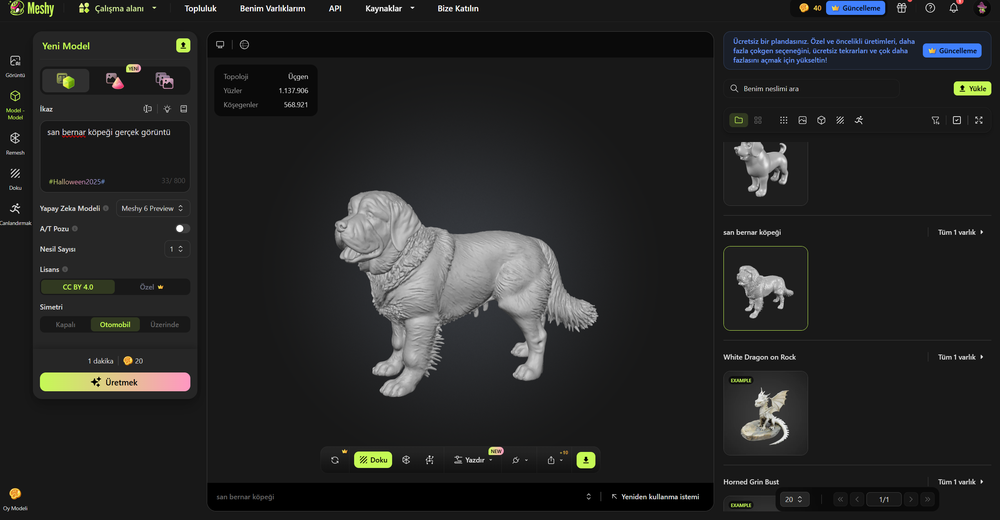 Meshy
Çalışma alanı
Topluluk
Benim Varlıklarım
API
Kaynaklar
Bize Katılın
40
Güncelleme
1
Görüntü
Model -
Model
Remesh
Doku
Canlandırmak
Oy Modeli
Yeni Model
YENİ
İkaz
san bernar köpeği gerçek görüntü
#Halloween2025#
33/ 800
Yapay Zeka Modeli
Meshy 6 Preview
A/T Pozu
Nesil Sayısı
1
Lisans
CC BY 4.0
Özel
Simetri
Kapalı
Otomobil
Üzerinde
1 dakika
20
Üretmek
Topoloji Üçgen
Yüzler 1.137.906
Köşegenler 568.921
Doku
Yazdır
NEW
+10
san bernar köpeği
Yeniden kullanma istemi
Ücretsiz bir plandasınız. Özel ve öncelikli üretimleri, daha
fazla çokgen seçeneğini, ücretsiz tekrarları ve çok daha
fazlasını açmak için yükseltin!
Güncelleme
Benim neslimi ara
Yükle
san bernar köpeği
Tüm 1 varlık
White Dragon on Rock
Tüm 1 varlık
EXAMPLE
Horned Grin Bust
Tüm 1 varlık
EXAMPLE
20
1/1